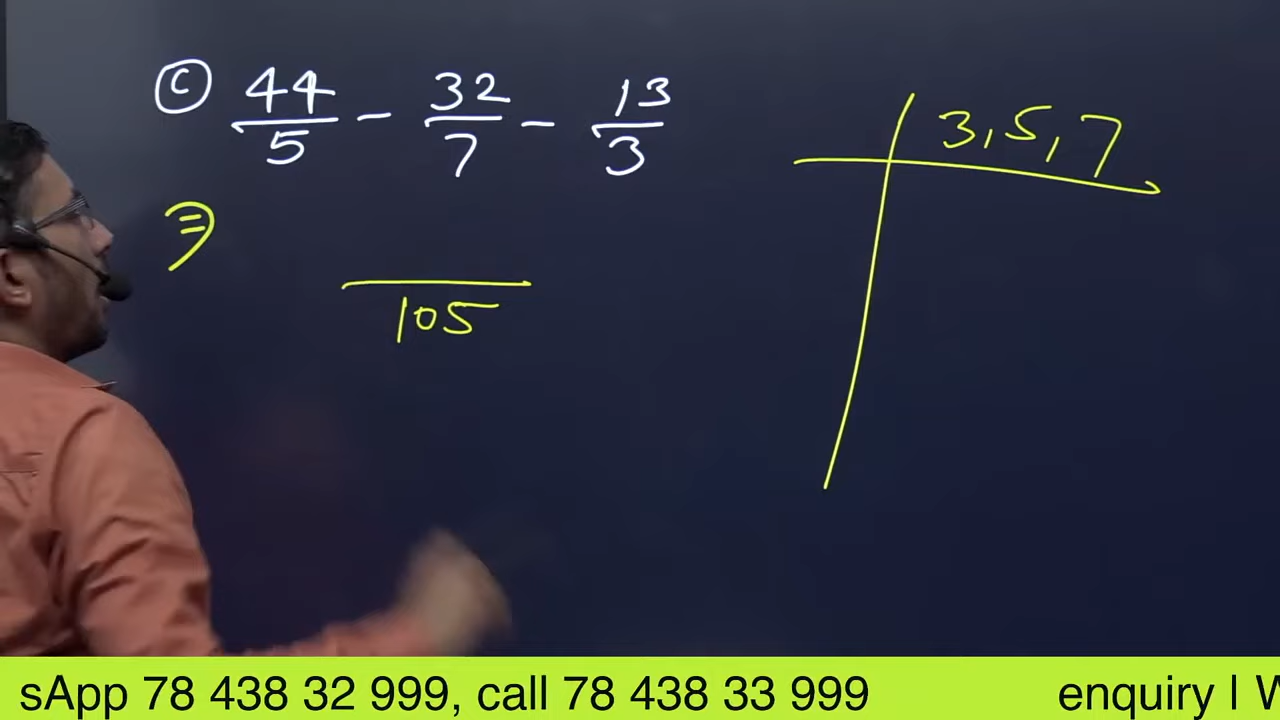 Ⓒ 44/5 - 32/7 - 13/3
3,5,7
⇒
105
sApp 78 438 32 999, call 78 438 33 999 enquiry I W